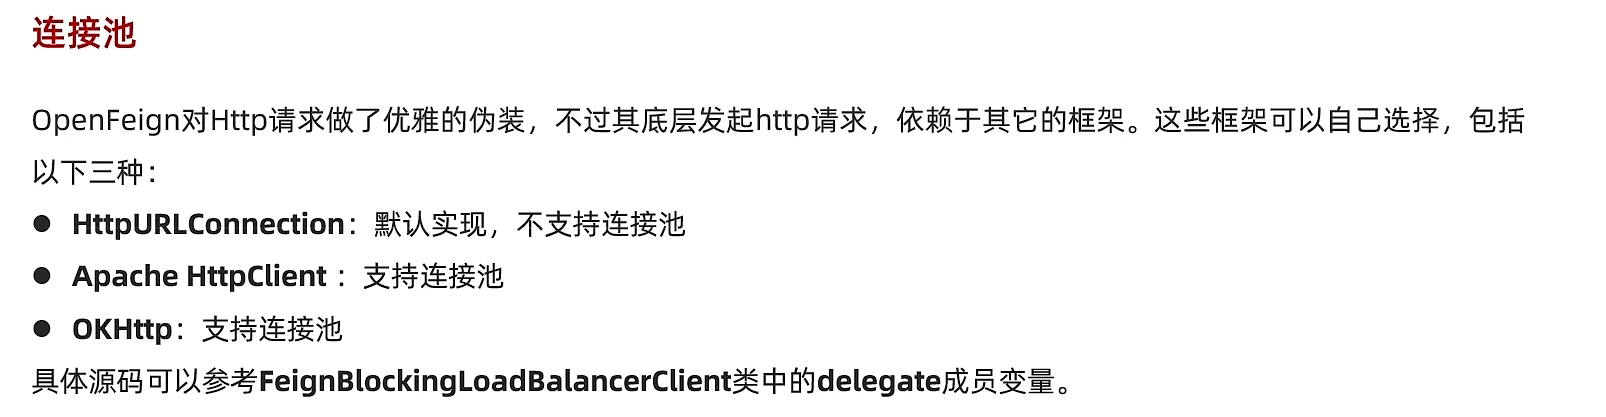 连接池
OpenFeign对Http请求做了优雅的伪装，不过其底层发起http请求，依赖于其它的框架。这些框架可以自己选择，包括
以下三种：
● HttpURLConnection：默认实现，不支持连接池
● Apache HttpClient ：支持连接池
● OKHttp：支持连接池
具体源码可以参考FeignBlockingLoadBalancerClient类中的delegate成员变量。